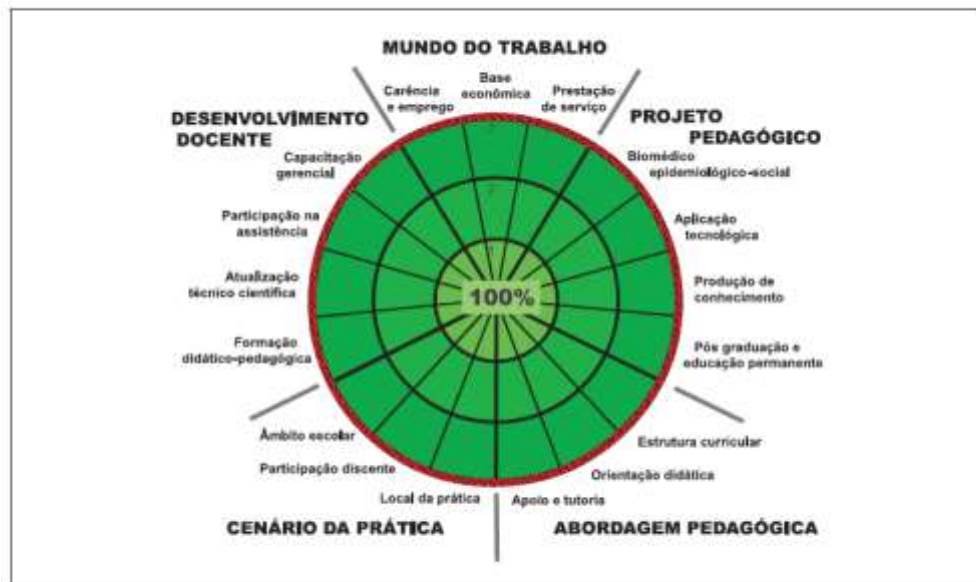 MUNDO DO TRABALHO
Carência
e emprego
Base
econômica
Prestação
de serviço
DESENVOLVIMENTO
DOCENTE
PROJETO
PEDAGÓGICO
Capacitação
gerencial
Biomédico
epidemiológico-social
Participação na
assistência
Aplicação
tecnológica
Atualização
técnico científica
Produção de
conhecimento
100%
Formação
didático-pedagógica
Pós graduação e
educação permanente
Âmbito escolar
Estrutura curricular
Participação discente
Orientação didática
Local da prática
Apoio e tutoria
CENÁRIO DA PRÁTICA
ABORDAGEM PEDAGÓGICA